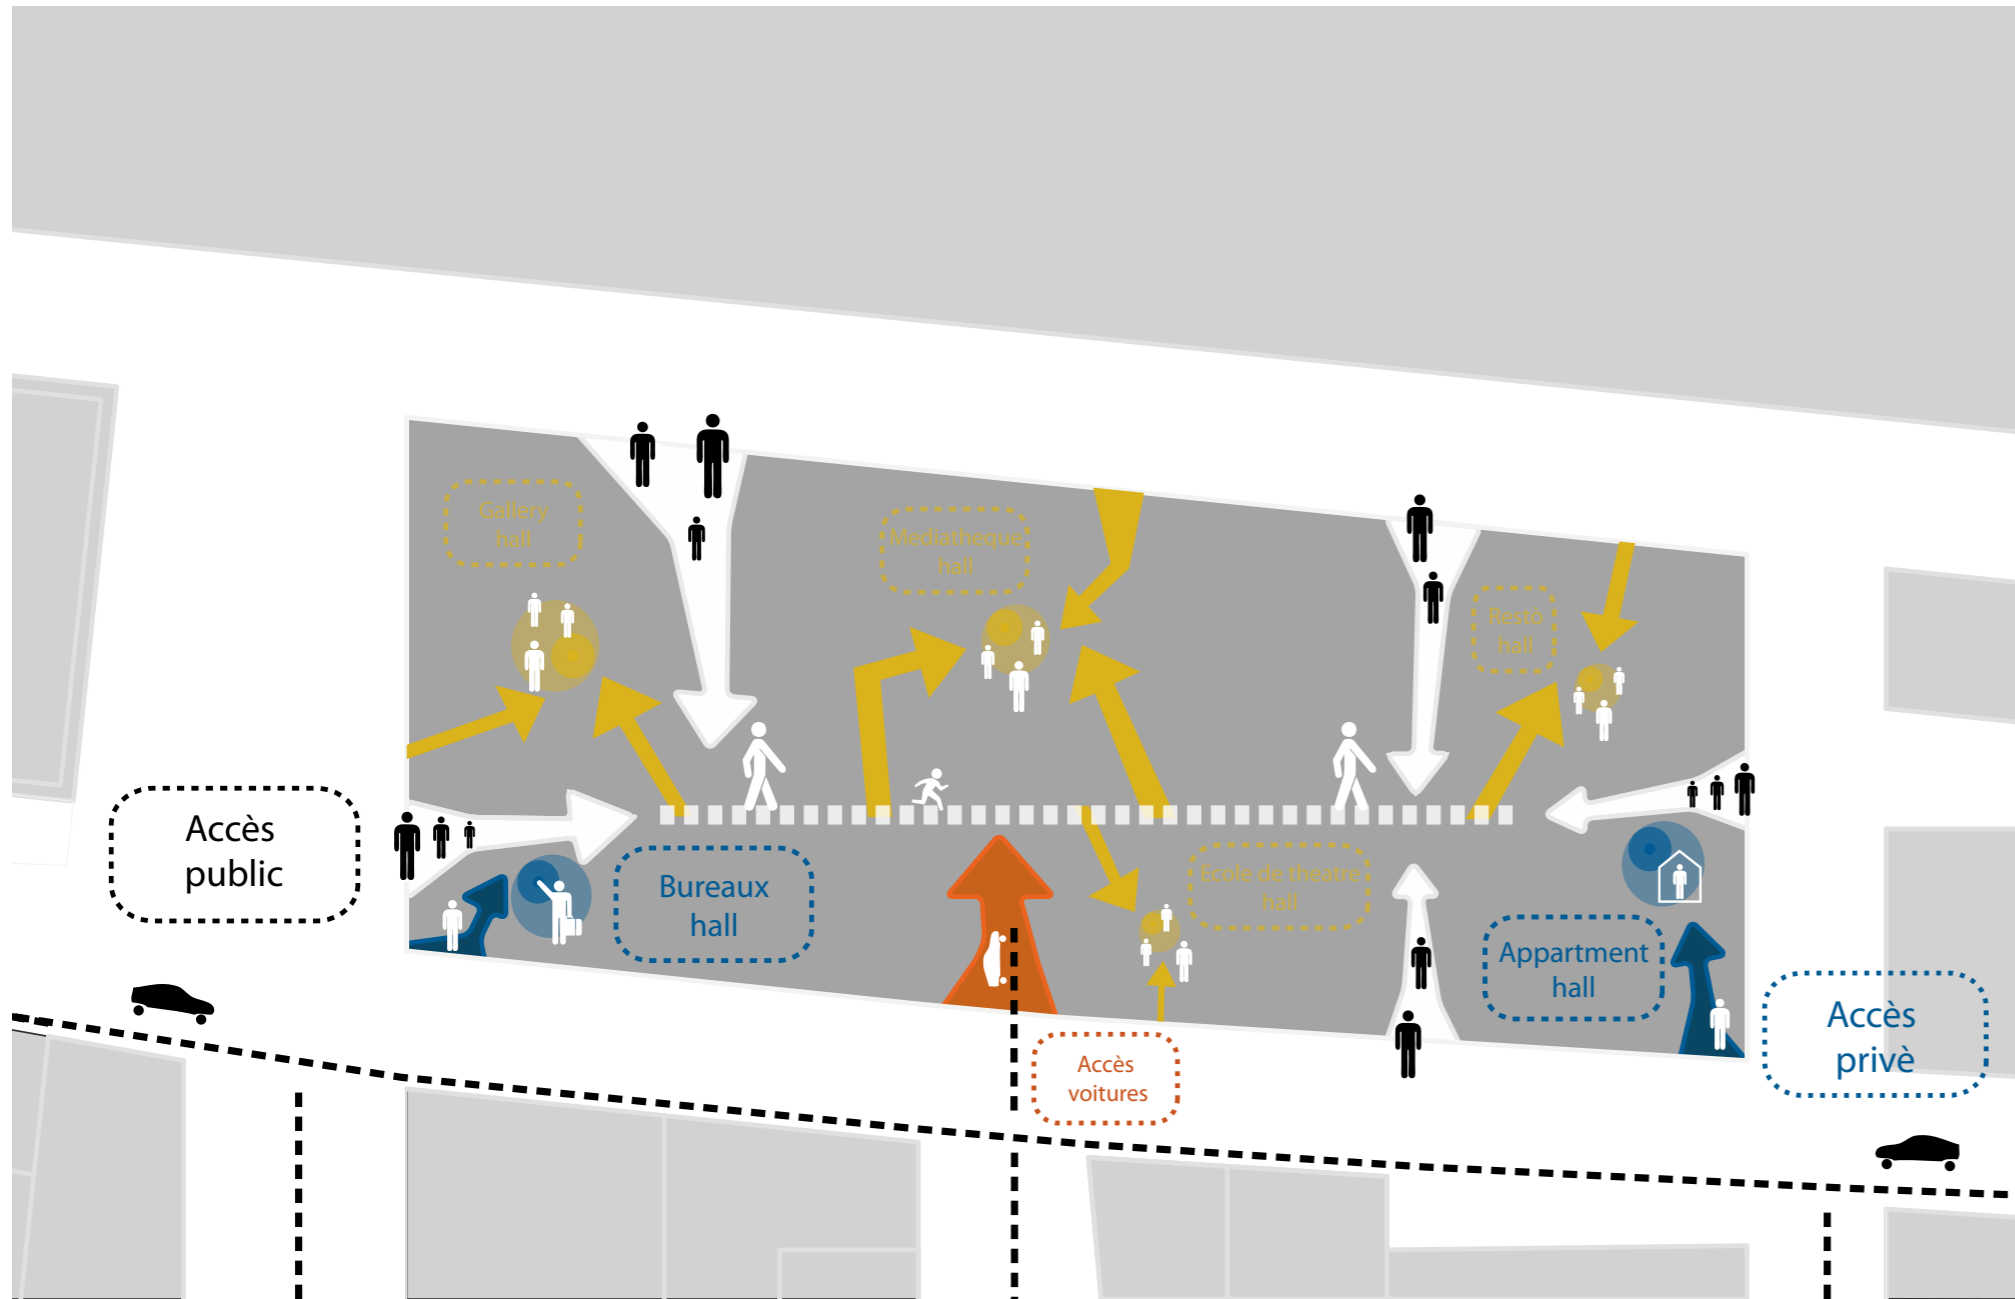 Gallery
hall
Mediatheque
hall
Restò
hall
Accès
public
Bureaux
hall
Ecole de theatre
hall
Appartment
hall
Accès
privè
Accès
voitures